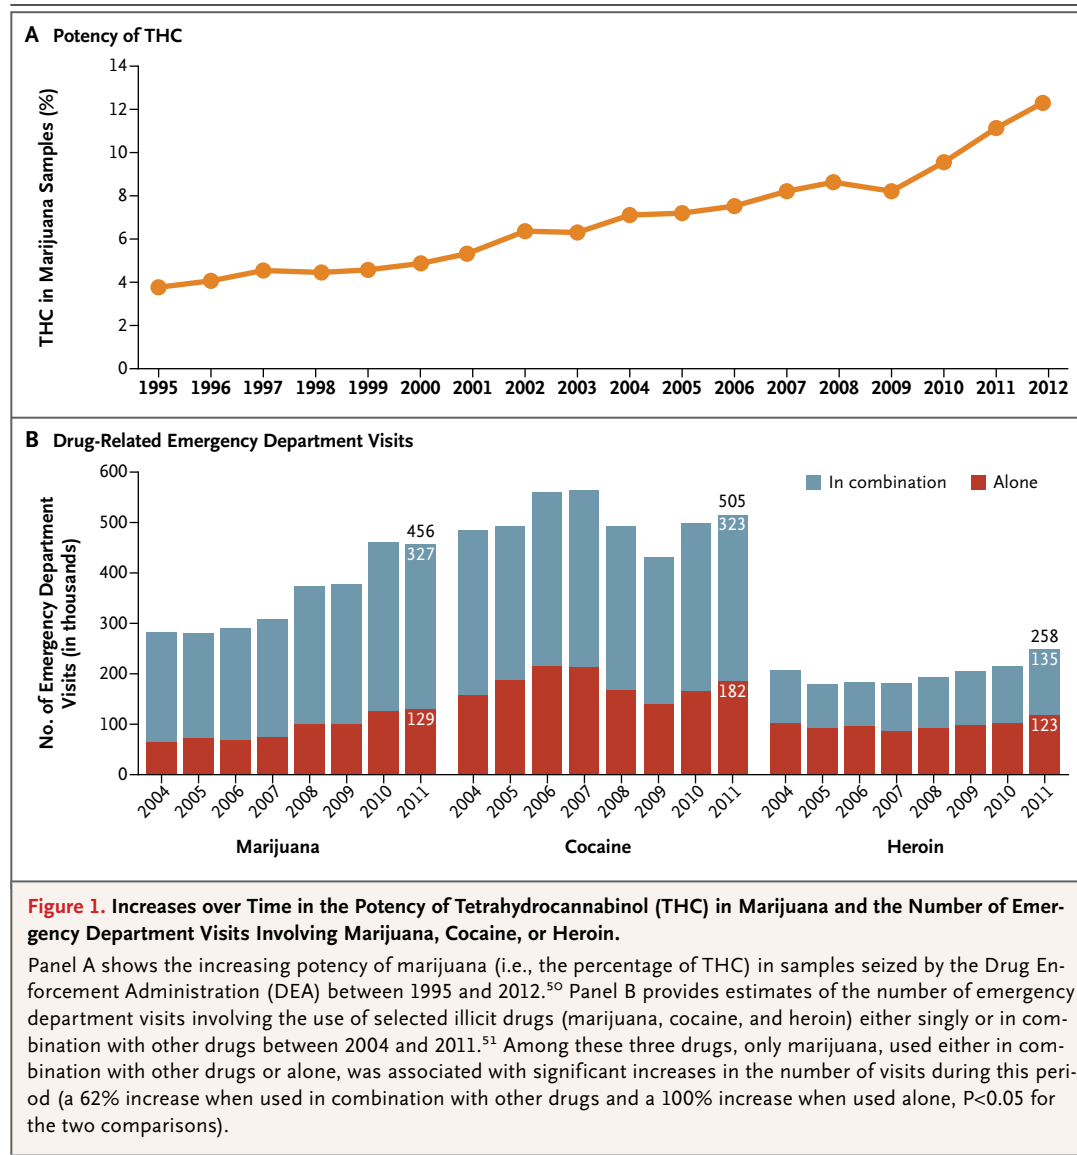 A Potency of THC
THC in Marijuana Samples (%)
14
12
10
8
6
4
2
0
1995 1996 1997 1998 1999 2000 2001 2002 2003 2004 2005 2006 2007 2008 2009 2010 2011 2012
B Drug-Related Emergency Department Visits
No. of Emergency Department
Visits (in thousands)
600
500
400
300
200
100
0
In combination Alone
456
327
129
505
323
182
258
135
123
2004 2005 2006 2007 2008 2009 2010 2011 2004 2005 2006 2007 2008 2009 2010 2011 2004 2005 2006 2007 2008 2009 2010 2011
Marijuana Cocaine Heroin
Figure 1. Increases over Time in the Potency of Tetrahydrocannabinol (THC) in Marijuana and the Number of Emer-
gency Department Visits Involving Marijuana, Cocaine, or Heroin.
Panel A shows the increasing potency of marijuana (i.e., the percentage of THC) in samples seized by the Drug En-
forcement Administration (DEA) between 1995 and 2012.⁵⁰ Panel B provides estimates of the number of emergency
department visits involving the use of selected illicit drugs (marijuana, cocaine, and heroin) either singly or in com-
bination with other drugs between 2004 and 2011.⁵¹ Among these three drugs, only marijuana, used either in com-
bination with other drugs or alone, was associated with significant increases in the number of visits during this peri-
od (a 62% increase when used in combination with other drugs and a 100% increase when used alone, P<0.05 for
the two comparisons).